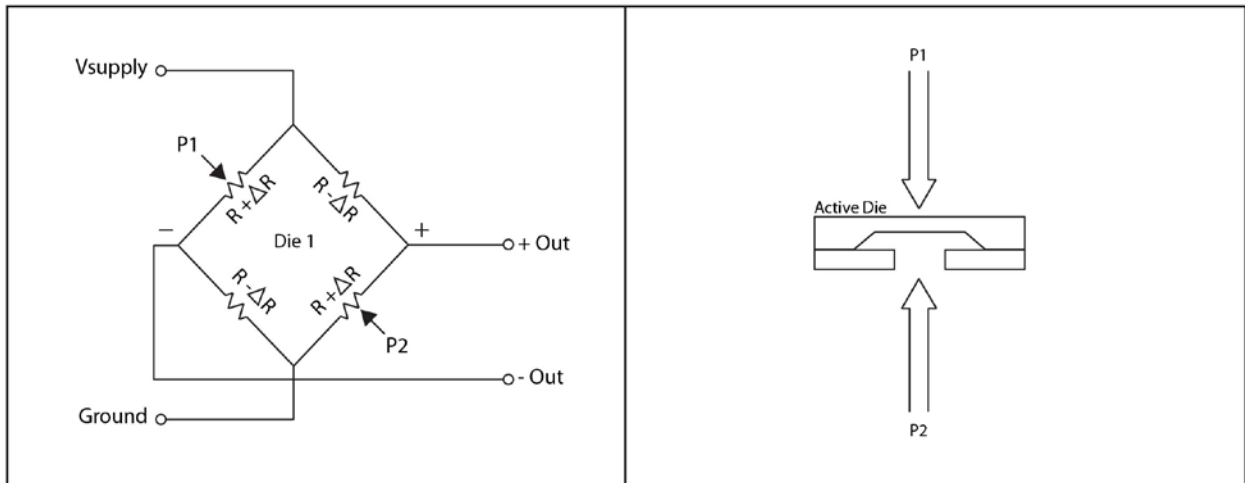 Vsupply
P1
R + ΔR
R - ΔR
−
Die 1
+
+ Out
R - ΔR
R + ΔR
P2
- Out
Ground
P1
Active Die
P2